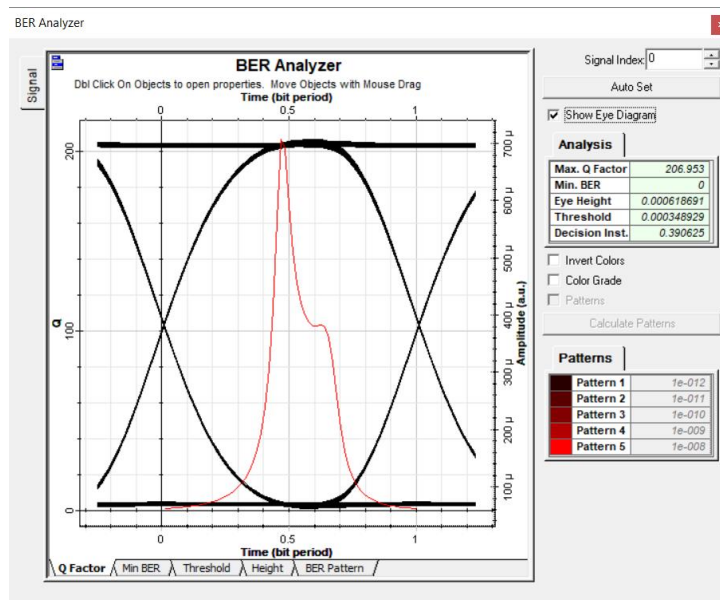 BER Analyzer
Signal
BER Analyzer
Dbl Click On Objects to open properties. Move Objects with Mouse Drag
Time (bit period)
0 0.5 1
Q
200
100
0
700 µ
600 µ
500 µ
400 µ
300 µ
200 µ
100 µ
Amplitude (a.u.)
0 0.5 1
Time (bit period)
Q Factor Min BER Threshold Height BER Pattern
Signal Index: 0
Auto Set
Show Eye Diagram
Analysis
Max. Q Factor 206.953
Min. BER 0
Eye Height 0.000618691
Threshold 0.000348929
Decision Inst. 0.390625
Invert Colors
Color Grade
Patterns
Calculate Patterns
Patterns
Pattern 1 1e-012
Pattern 2 1e-011
Pattern 3 1e-010
Pattern 4 1e-009
Pattern 5 1e-008